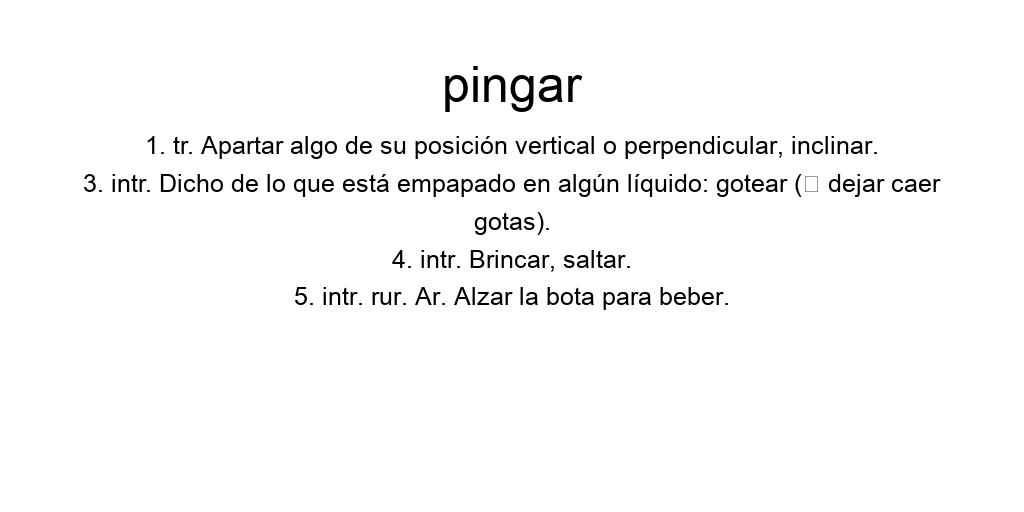 pingar
1. tr. Apartar algo de su posición vertical o perpendicular, inclinar.
3. intr. Dicho de lo que está empapado en algún líquido: gotear (▯ dejar caer
gotas).
4. intr. Brincar, saltar.
5. intr. rur. Ar. Alzar la bota para beber.